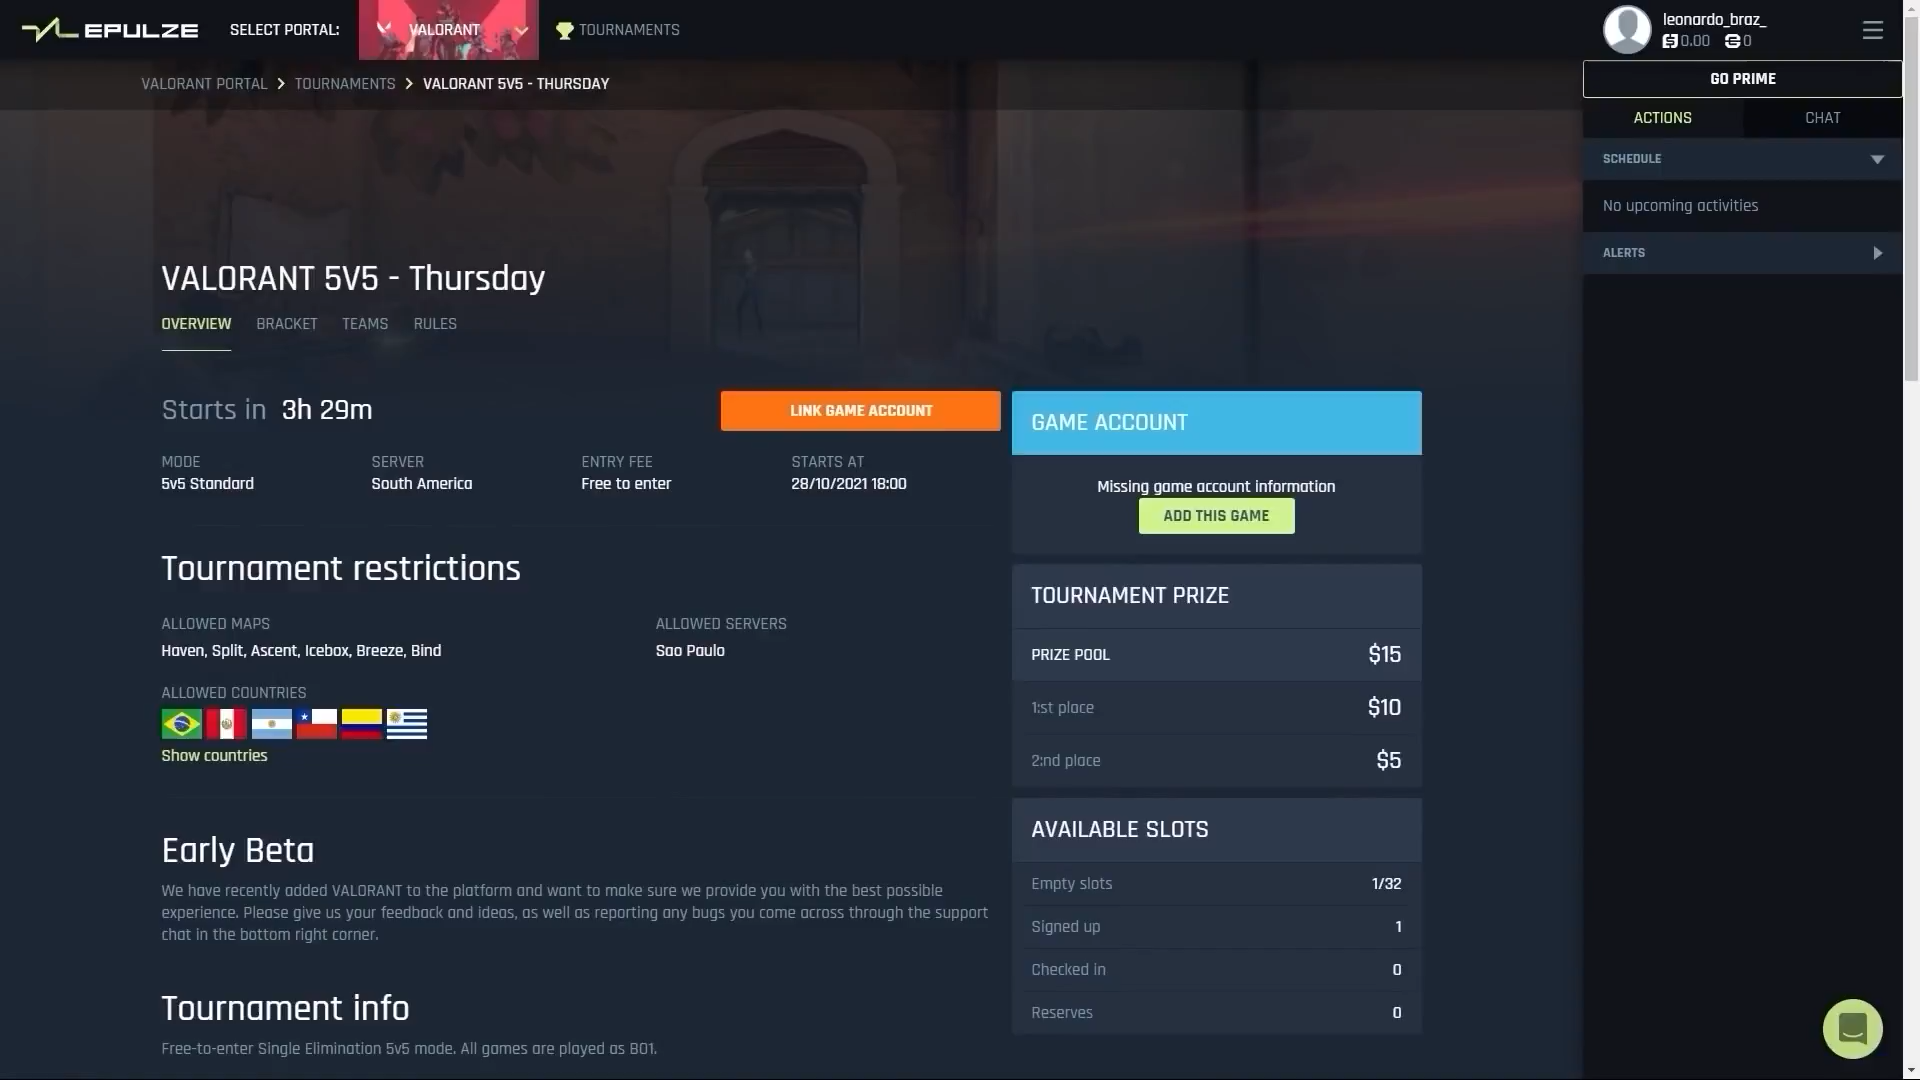 EPULZE
SELECT PORTAL:
VALORANT
TOURNAMENTS
leonardo_braz_
0.00
0
VALORANT PORTAL > TOURNAMENTS > VALORANT 5V5 - THURSDAY
GO PRIME
ACTIONS
CHAT
SCHEDULE
No upcoming activities
ALERTS
VALORANT 5V5 - Thursday
OVERVIEW
BRACKET
TEAMS
RULES
Starts in 3h 29m
LINK GAME ACCOUNT
MODE
5v5 Standard
SERVER
South America
ENTRY FEE
Free to enter
STARTS AT
28/10/2021 18:00
GAME ACCOUNT
Missing game account information
ADD THIS GAME
Tournament restrictions
ALLOWED MAPS
Haven, Split, Ascent, Icebox, Breeze, Bind
ALLOWED SERVERS
Sao Paulo
ALLOWED COUNTRIES
Show countries
TOURNAMENT PRIZE
PRIZE POOL $15
1:st place $10
2:nd place $5
AVAILABLE SLOTS
Empty slots 1/32
Signed up 1
Checked in 0
Reserves 0
Early Beta
We have recently added VALORANT to the platform and want to make sure we provide you with the best possible
experience. Please give us your feedback and ideas, as well as reporting any bugs you come across through the support
chat in the bottom right corner.
Tournament info
Free-to-enter Single Elimination 5v5 mode. All games are played as BO1.